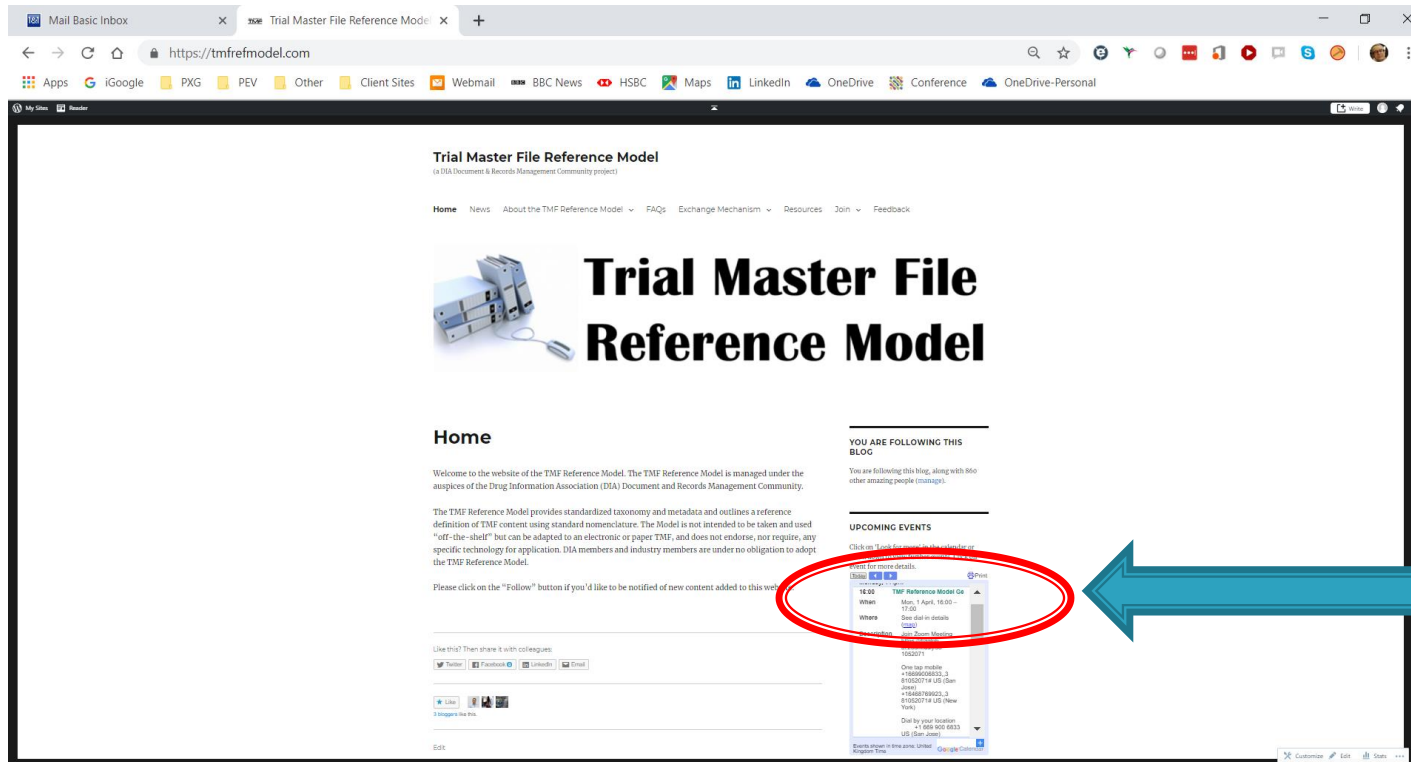 Mail Basic Inbox
Trial Master File Reference Mode
https://tmfrefmodel.com
Apps
iGoogle
PXG
PEV
Other
Client Sites
Webmail
BBC News
HSBC
Maps
LinkedIn
OneDrive
Conference
OneDrive-Personal
My Sites
Reader
Write
Trial Master File Reference Model
(a DIA Document & Records Management Community project)
Home News About the TMF Reference Model FAQs Exchange Mechanism Resources Join Feedback
Trial Master File
Reference Model
Home
Welcome to the website of the TMF Reference Model. The TMF Reference Model is managed under the
auspices of the Drug Information Association (DIA) Document and Records Management Community.
The TMF Reference Model provides standardized taxonomy and metadata and outlines a reference
definition of TMF content using standard nomenclature. The Model is not intended to be taken and used
"off-the-shelf" but can be adapted to an electronic or paper TMF, and does not endorse, nor require, any
specific technology for application. DIA members and industry members are under no obligation to adopt
the TMF Reference Model.
Please click on the "Follow" button if you'd like to be notified of new content added to this
Like this? Then share it with colleagues:
Twitter
Facebook
LinkedIn
Email
Like
3 bloggers like this.
Edit
YOU ARE FOLLOWING THIS
BLOG
You are following this blog, along with 860
other amazing people (manage).
UPCOMING EVENTS
Click on 'Look for more' in the calendar or
event for more details.
Today
Print
16:00 TMF Reference Model Ge
When Mon, 1 April, 16:00 –
17:00
Where See dial-in details
(map)
Description Join Zoom Meeting
1052071
One tap mobile
+16699006833,,3
81052071# US (San
Jose)
+16468769923,,3
81052071# US (New
York)
Dial by your location
+1 669 900 6833
US (San Jose)
Events shown in time zone: United
Kingdom Time
Google Calendar
Customize Edit Stats